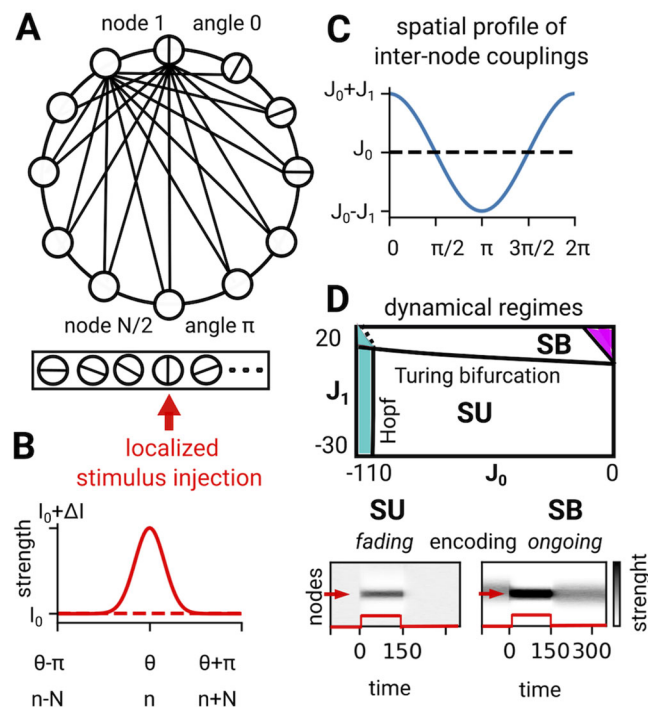 A
node 1 angle 0
node N/2 angle π
localized
stimulus injection
B
I₀+ΔI
strength
I₀
θ-π θ θ+π
n-N n n+N
C
spatial profile of
inter-node couplings
J₀+J₁
J₀
J₀-J₁
0 π/2 π 3π/2 2π
D
dynamical regimes
20
SB
Turing bifurcation
J₁
Hopf
SU
-30
-110 J₀ 0
SU SB
fading encoding ongoing
nodes
strenght
0 150 0 150 300
time time